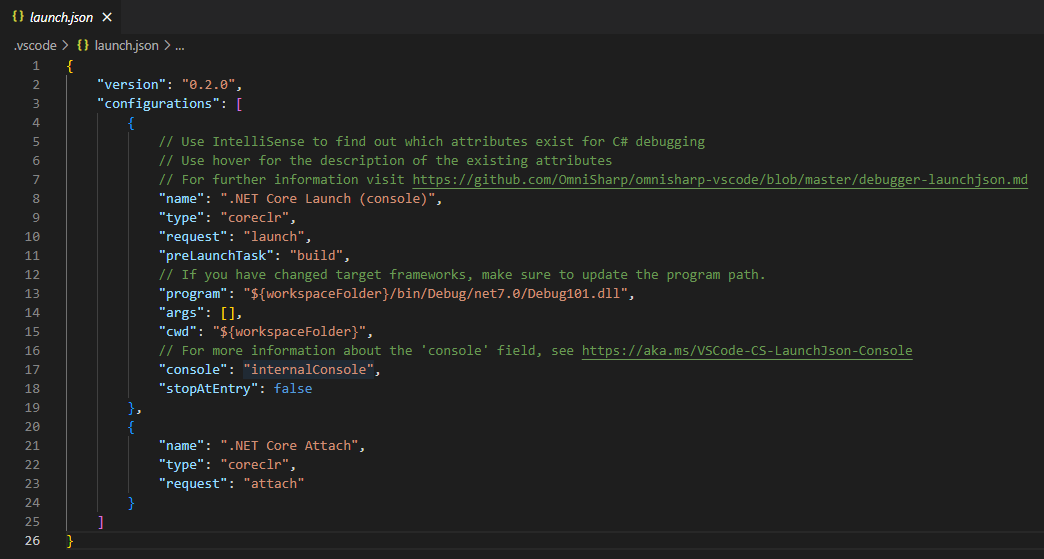 {} launch.json ×
.vscode > {} launch.json > ...
1 {
2     "version": "0.2.0",
3     "configurations": [
4         {
5             // Use IntelliSense to find out which attributes exist for C# debugging
6             // Use hover for the description of the existing attributes
7             // For further information visit https://github.com/OmniSharp/omnisharp-vscode/blob/master/debugger-launchjson.md
8             "name": ".NET Core Launch (console)",
9             "type": "coreclr",
10             "request": "launch",
11             "preLaunchTask": "build",
12             // If you have changed target frameworks, make sure to update the program path.
13             "program": "${workspaceFolder}/bin/Debug/net7.0/Debug101.dll",
14             "args": [],
15             "cwd": "${workspaceFolder}",
16             // For more information about the 'console' field, see https://aka.ms/VSCode-CS-LaunchJson-Console
17             "console": "internalConsole",
18             "stopAtEntry": false
19         },
20         {
21             "name": ".NET Core Attach",
22             "type": "coreclr",
23             "request": "attach"
24         }
25     ]
26 }